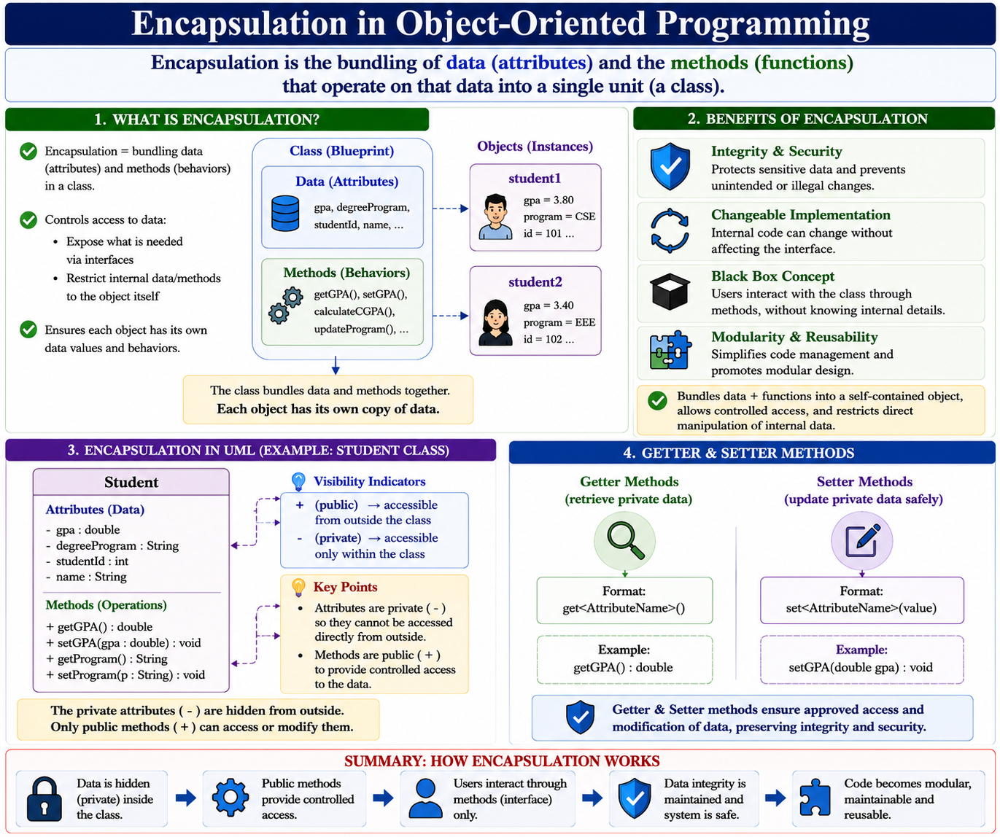 Encapsulation in Object-Oriented Programming
Encapsulation is the bundling of data (attributes) and the methods (functions)
that operate on that data into a single unit (a class).
1. WHAT IS ENCAPSULATION?
Encapsulation = bundling data
(attributes) and methods (behaviors)
in a class.
Controls access to data:
• Expose what is needed
via interfaces
• Restrict internal data/methods
to the object itself
Ensures each object has its own
data values and behaviors.
Class (Blueprint)
Data (Attributes)
gpa, degreeProgram,
studentId, name, ...
Methods (Behaviors)
getGPA(), setGPA(),
calculateCGPA(),
updateProgram(), ...
Objects (Instances)
student1
gpa = 3.80
program = CSE
id = 101 ...
student2
gpa = 3.40
program = EEE
id = 102 ...
The class bundles data and methods together.
Each object has its own copy of data.
2. BENEFITS OF ENCAPSULATION
Integrity & Security
Protects sensitive data and prevents
unintended or illegal changes.
Changeable Implementation
Internal code can change without
affecting the interface.
Black Box Concept
Users interact with the class through
methods, without knowing internal details.
Modularity & Reusability
Simplifies code management and
promotes modular design.
Bundles data + functions into a self-contained object,
allows controlled access, and restricts direct
manipulation of internal data.
3. ENCAPSULATION IN UML (EXAMPLE: STUDENT CLASS)
Student
Attributes (Data)
- gpa : double
- degreeProgram : String
- studentId : int
- name : String
Methods (Operations)
+ getGPA() : double
+ setGPA(gpa : double) : void
+ getProgram() : String
+ setProgram(p : String) : void
Visibility Indicators
+ (public) → accessible
from outside the class
- (private) → accessible
only within the class
Key Points
• Attributes are private ( - )
so they cannot be accessed
directly from outside.
• Methods are public ( + )
to provide controlled access
to the data.
The private attributes ( - ) are hidden from outside.
Only public methods ( + ) can access or modify them.
4. GETTER & SETTER METHODS
Getter Methods
(retrieve private data)
Format:
get<AttributeName>()
Example:
getGPA() : double
Setter Methods
(update private data safely)
Format:
set<AttributeName>(value)
Example:
setGPA(double gpa) : void
Getter & Setter methods ensure approved access and
modification of data, preserving integrity and security.
SUMMARY: HOW ENCAPSULATION WORKS
Data is hidden
(private) inside
the class.
Public methods
provide controlled
access.
Users interact through
methods (interface)
only.
Data integrity is
maintained and
system is safe.
Code becomes modular,
maintainable and
reusable.